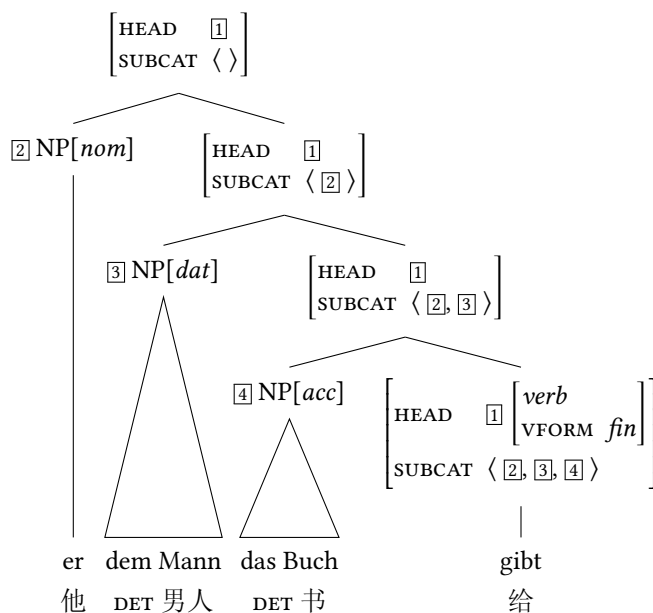 HEAD [1]
SUBCAT ⟨ ⟩
[2] NP[nom]
HEAD [1]
SUBCAT ⟨ [2] ⟩
[3] NP[dat]
HEAD [1]
SUBCAT ⟨ [2], [3] ⟩
[4] NP[acc]
HEAD [1] verb
VFORM fin
SUBCAT ⟨ [2], [3], [4] ⟩
er dem Mann das Buch gibt
他 DET 男人 DET 书 给